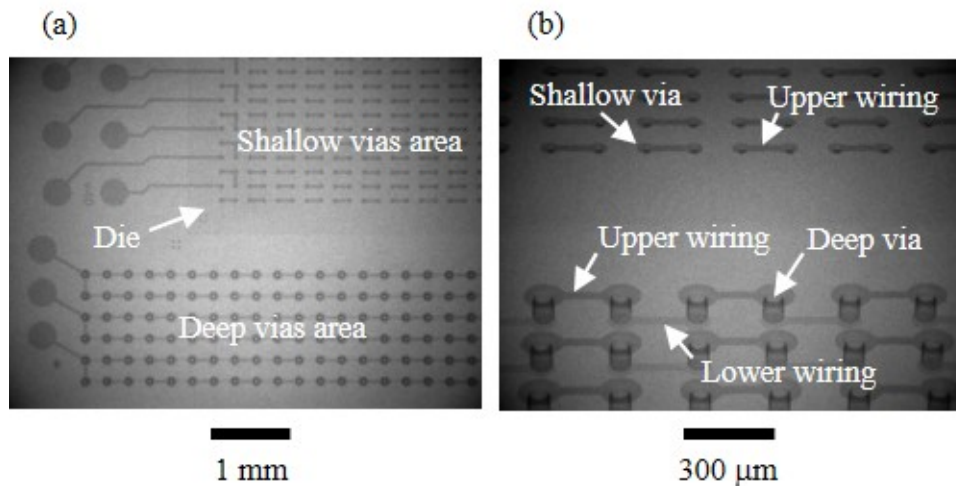 (a)
(b)
Shallow vias area
Die
Deep vias area
Shallow via
Upper wiring
Upper wiring
Deep via
Lower wiring
1 mm
300 μm